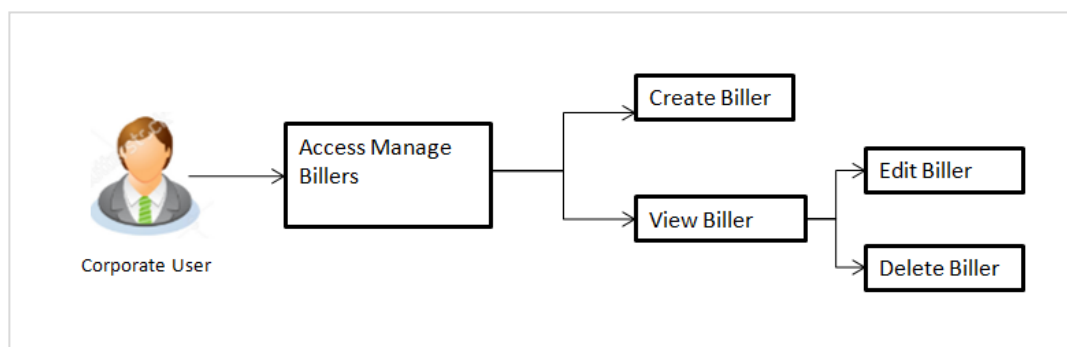 Create Biller
Access Manage
Billers
Edit Biller
View Biller
Corporate User
Delete Biller